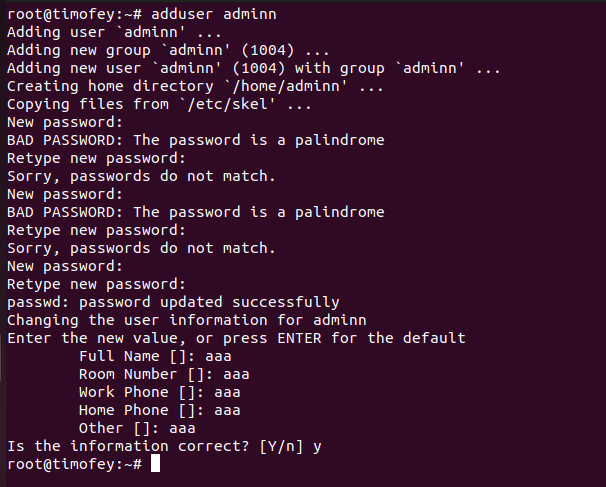 root@timofey:~# adduser adminn
Adding user `adminn' ...
Adding new group `adminn' (1004) ...
Adding new user `adminn' (1004) with group `adminn' ...
Creating home directory `/home/adminn' ...
Copying files from `/etc/skel' ...
New password:
BAD PASSWORD: The password is a palindrome
Retype new password:
Sorry, passwords do not match.
New password:
BAD PASSWORD: The password is a palindrome
Retype new password:
Sorry, passwords do not match.
New password:
Retype new password:
passwd: password updated successfully
Changing the user information for adminn
Enter the new value, or press ENTER for the default
        Full Name []: aaa
        Room Number []: aaa
        Work Phone []: aaa
        Home Phone []: aaa
        Other []: aaa
Is the information correct? [Y/n] y
root@timofey:~#